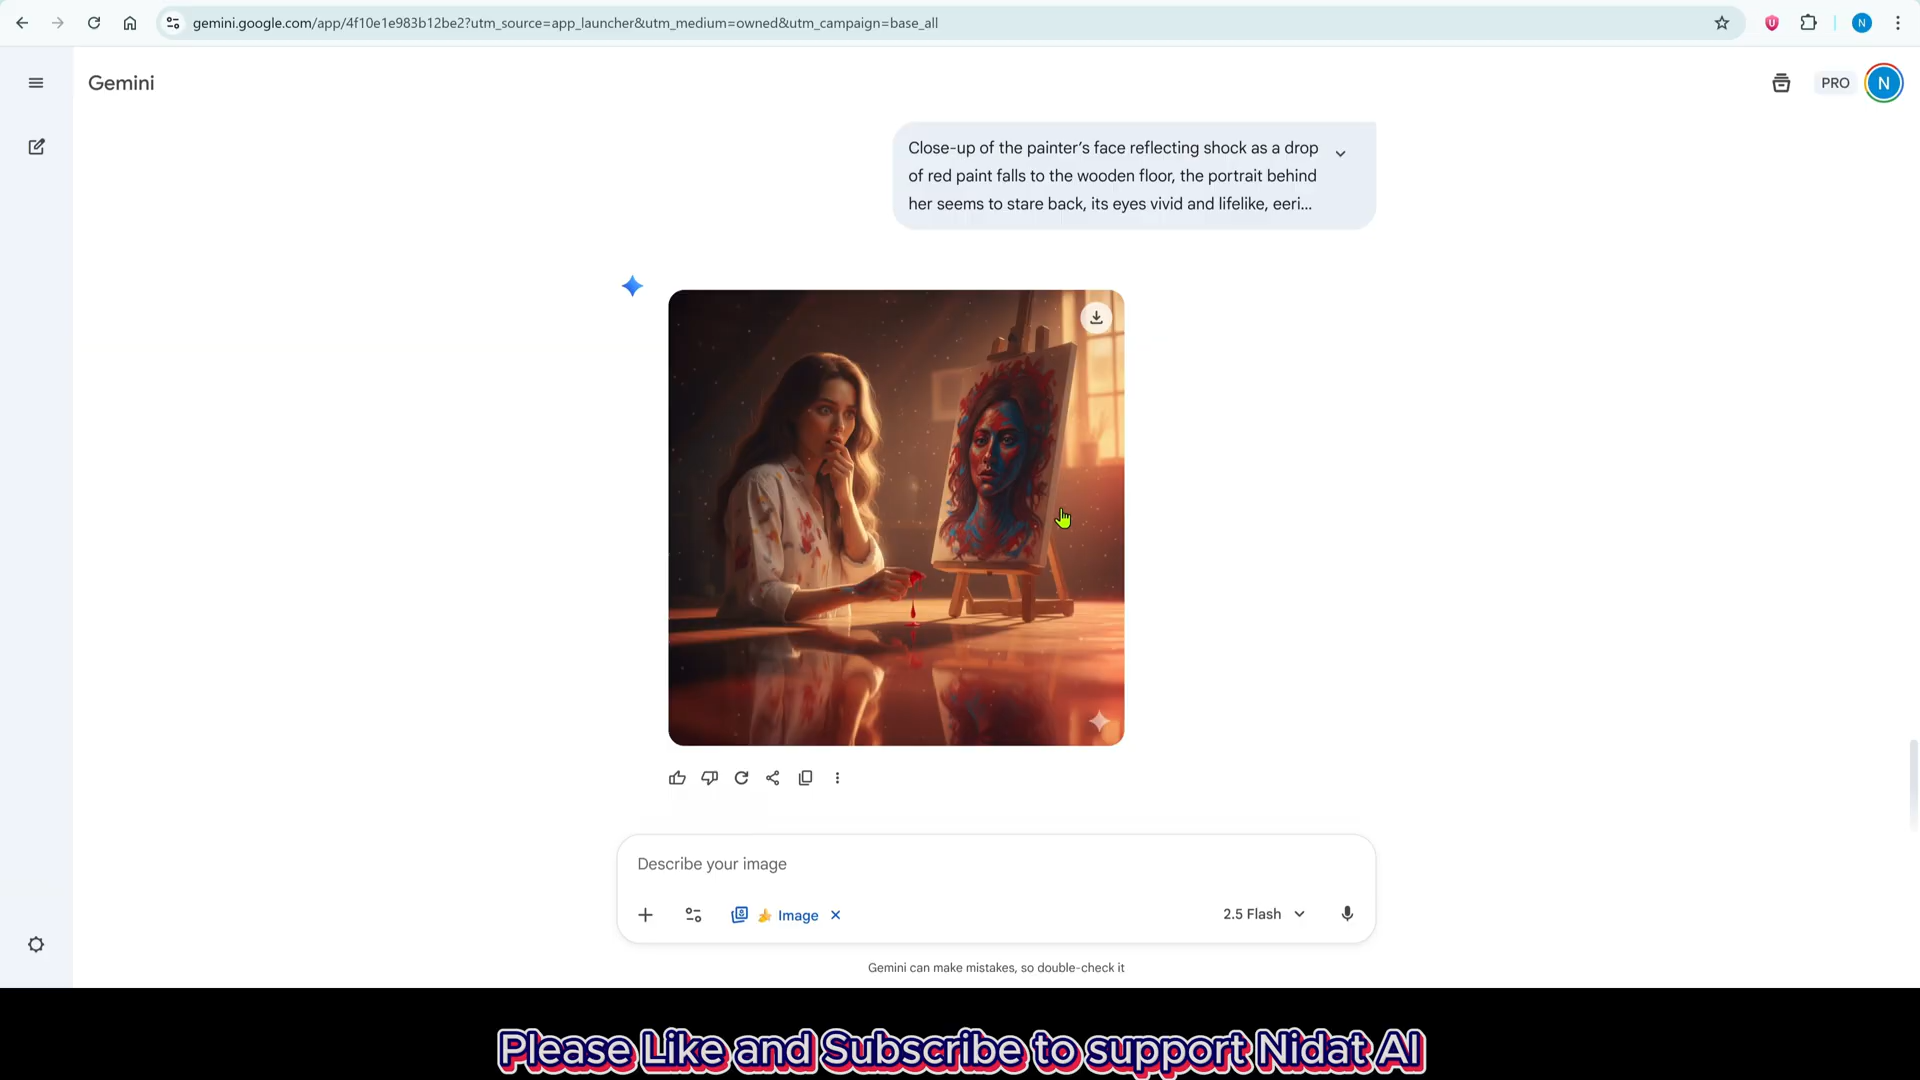 gemini.google.com/app/4f10e1e983b12be2?utm_source=app_launcher&utm_medium=owned&utm_campaign=base_all
N
Gemini
PRO
N
Close-up of the painter’s face reflecting shock as a drop
of red paint falls to the wooden floor, the portrait behind
her seems to stare back, its eyes vivid and lifelike, eeri...
Describe your image
Image
2.5 Flash
Gemini can make mistakes, so double-check it
Please Like and Subscribe to support Nidat AI